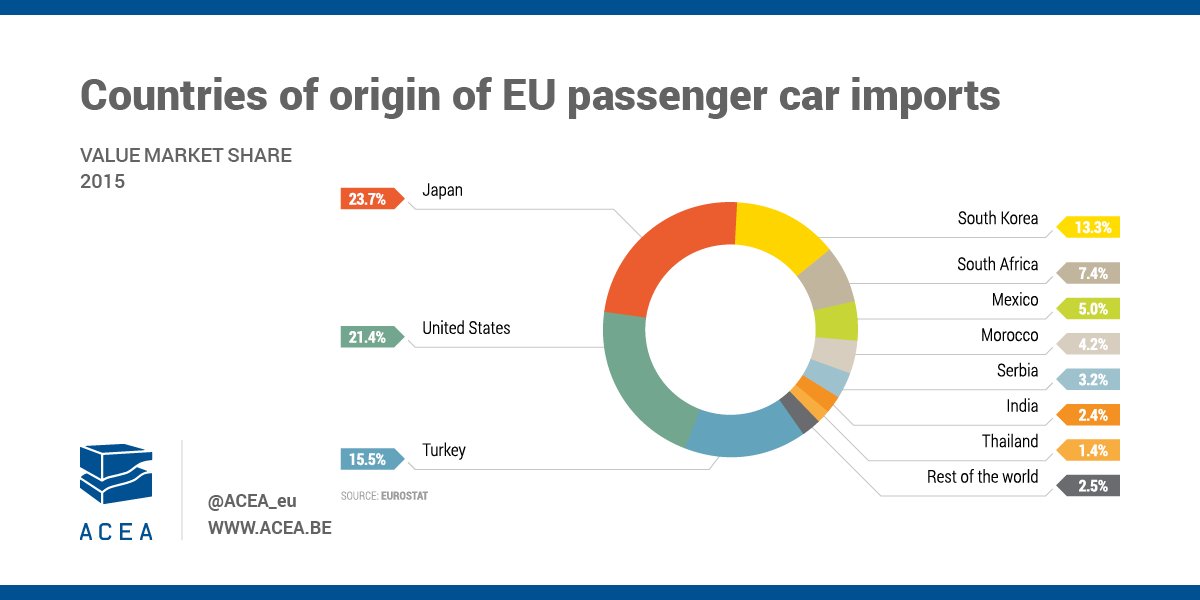 Countries of origin of EU passenger car imports
VALUE MARKET SHARE
2015
23.7% Japan
21.4% United States
15.5% Turkey
South Korea 13.3%
South Africa 7.4%
Mexico 5.0%
Morocco 4.2%
Serbia 3.2%
India 2.4%
Thailand 1.4%
Rest of the world 2.5%
SOURCE: EUROSTAT
ACEA
@ACEA_eu
WWW.ACEA.BE